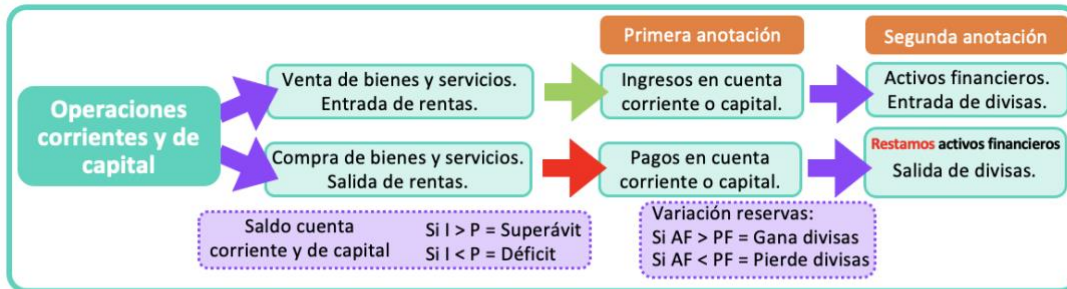 Primera anotación
Segunda anotación
Operaciones
corrientes y de
capital
Venta de bienes y servicios.
Entrada de rentas.
Ingresos en cuenta
corriente o capital.
Activos financieros.
Entrada de divisas.
Compra de bienes y servicios.
Salida de rentas.
Pagos en cuenta
corriente o capital.
Restamos activos financieros
Salida de divisas.
Saldo cuenta
corriente y de capital
Si I > P = Superávit
Si I < P = Déficit
Variación reservas:
Si AF > PF = Gana divisas
Si AF < PF = Pierde divisas